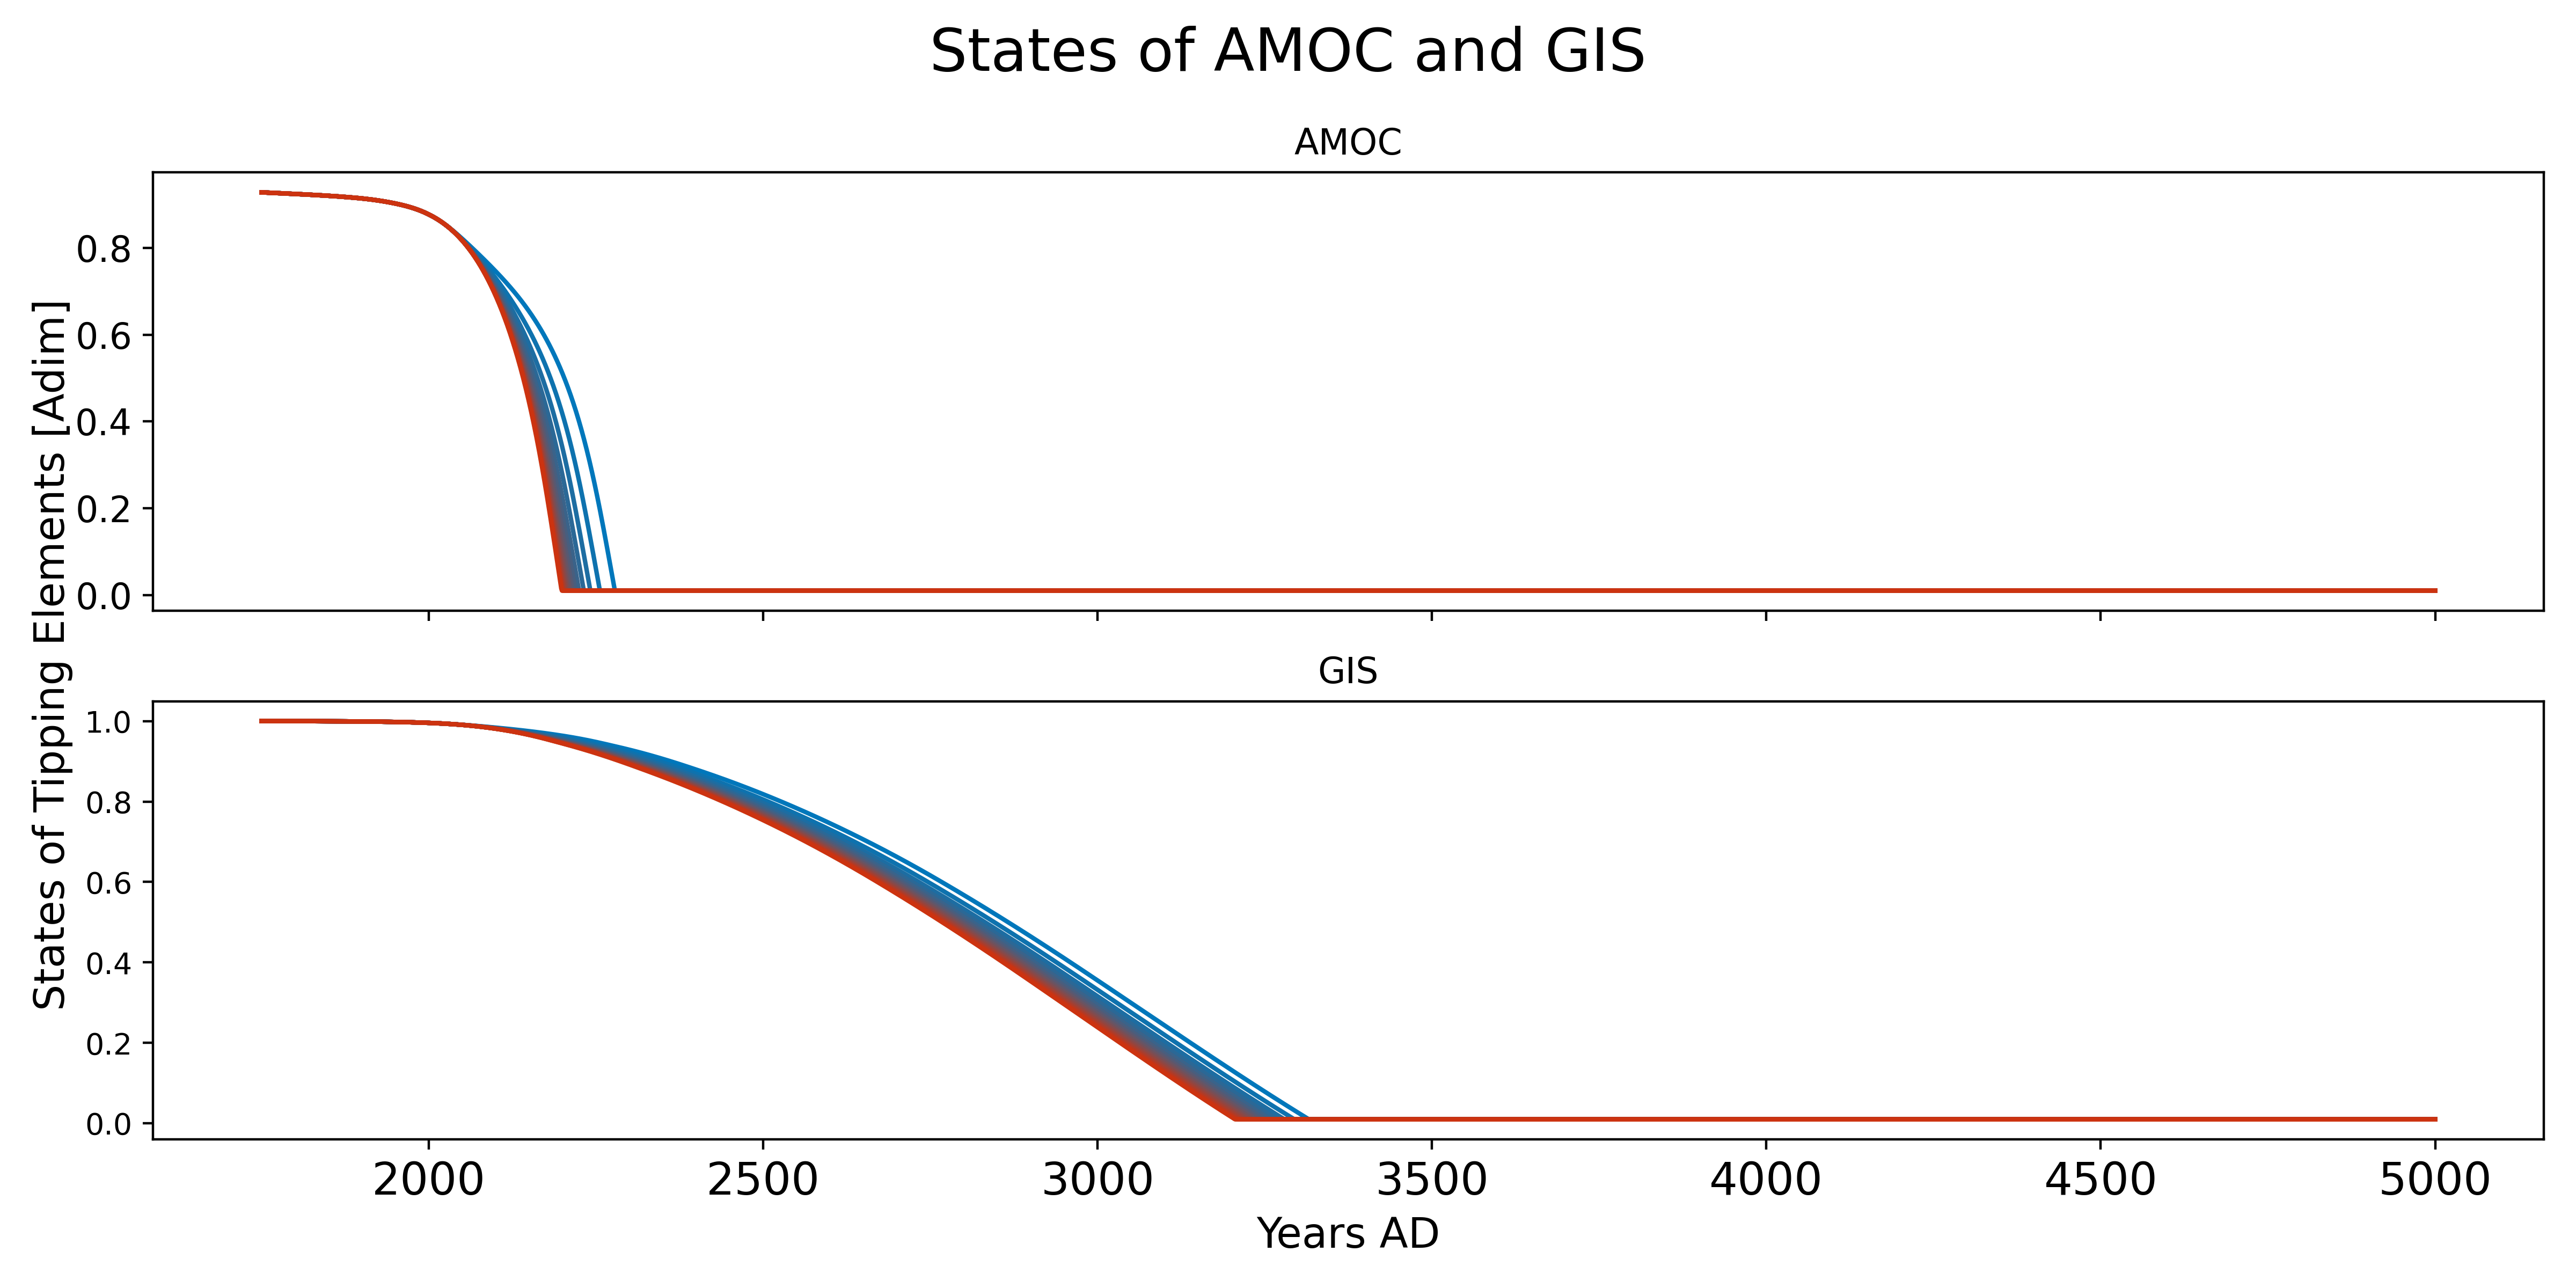 States of AMOC and GIS
AMOC
States of Tipping Elements [Adim]
0.8
0.6
0.4
0.2
0.0
GIS
1.0
0.8
0.6
0.4
0.2
0.0
2000 2500 3000 3500 4000 4500 5000
Years AD